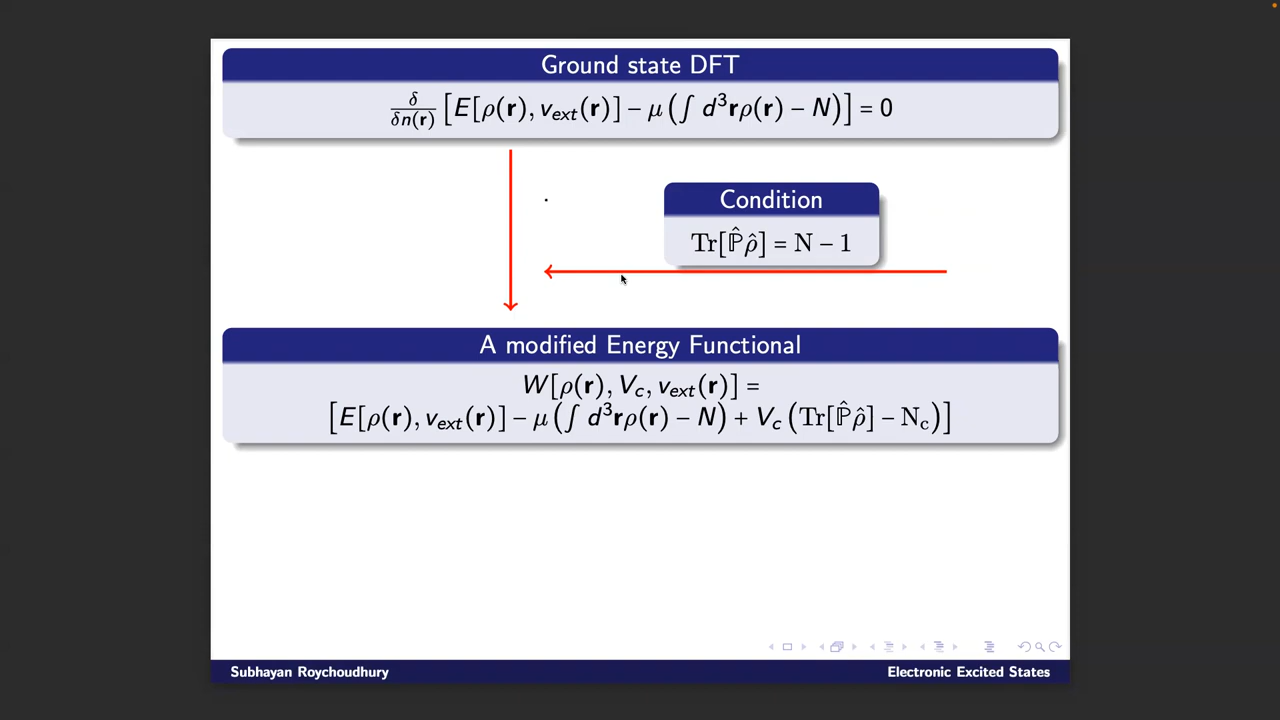 Ground state DFT
δ/δn(r) [E[ρ(r), v_ext(r)] − μ (∫ d³rρ(r) − N)] = 0
Condition
Tr[ℙ̂ρ̂] = N − 1
A modified Energy Functional
W[ρ(r), V_c, v_ext(r)] =
[E[ρ(r), v_ext(r)] − μ (∫ d³rρ(r) − N) + V_c (Tr[ℙ̂ρ̂] − N_c)]
Subhayan Roychoudhury
Electronic Excited States